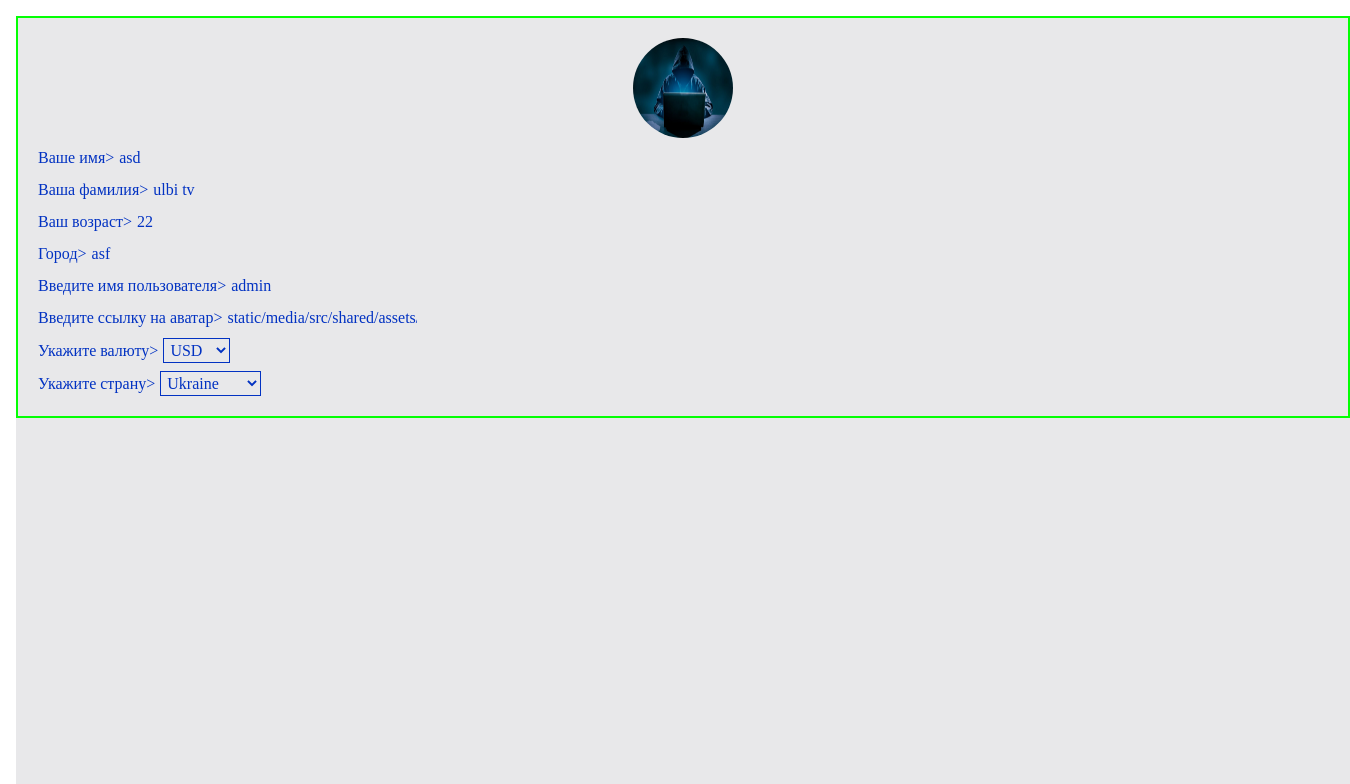 Ваше имя> asd
Ваша фамилия> ulbi tv
Ваш возраст> 22
Город> asf
Введите имя пользователя> admin
Введите ссылку на аватар> static/media/src/shared/assets
Укажите валюту> USD
Укажите страну> Ukraine